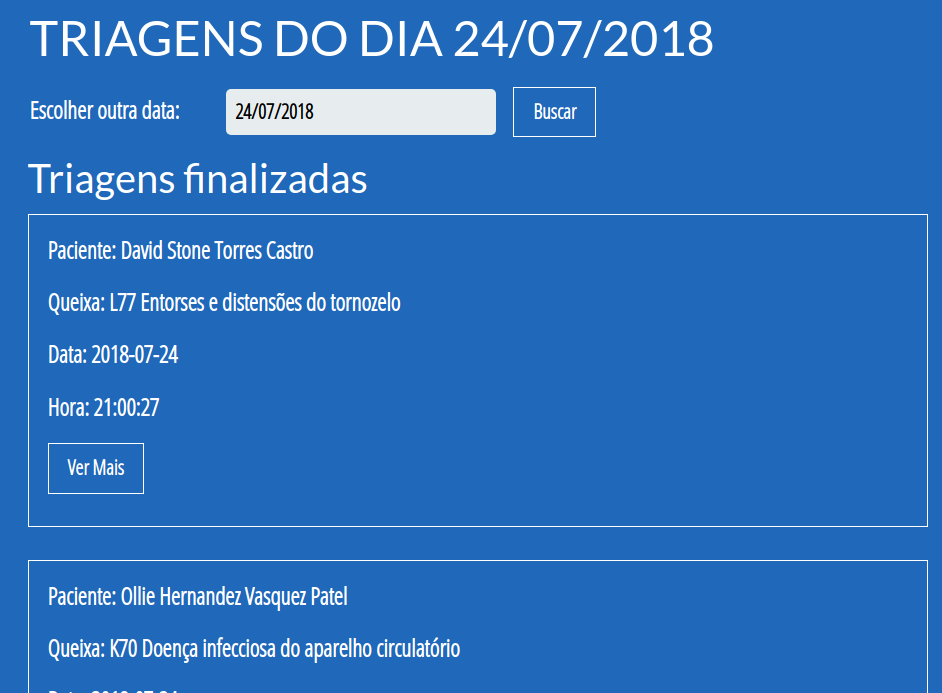 TRIAGENS DO DIA 24/07/2018
Escolher outra data: 24/07/2018 Buscar
Triagens finalizadas
Paciente: David Stone Torres Castro
Queixa: L77 Entorses e distensões do tornozelo
Data: 2018-07-24
Hora: 21:00:27
Ver Mais
Paciente: Ollie Hernandez Vasquez Patel
Queixa: K70 Doença infecciosa do aparelho circulatório